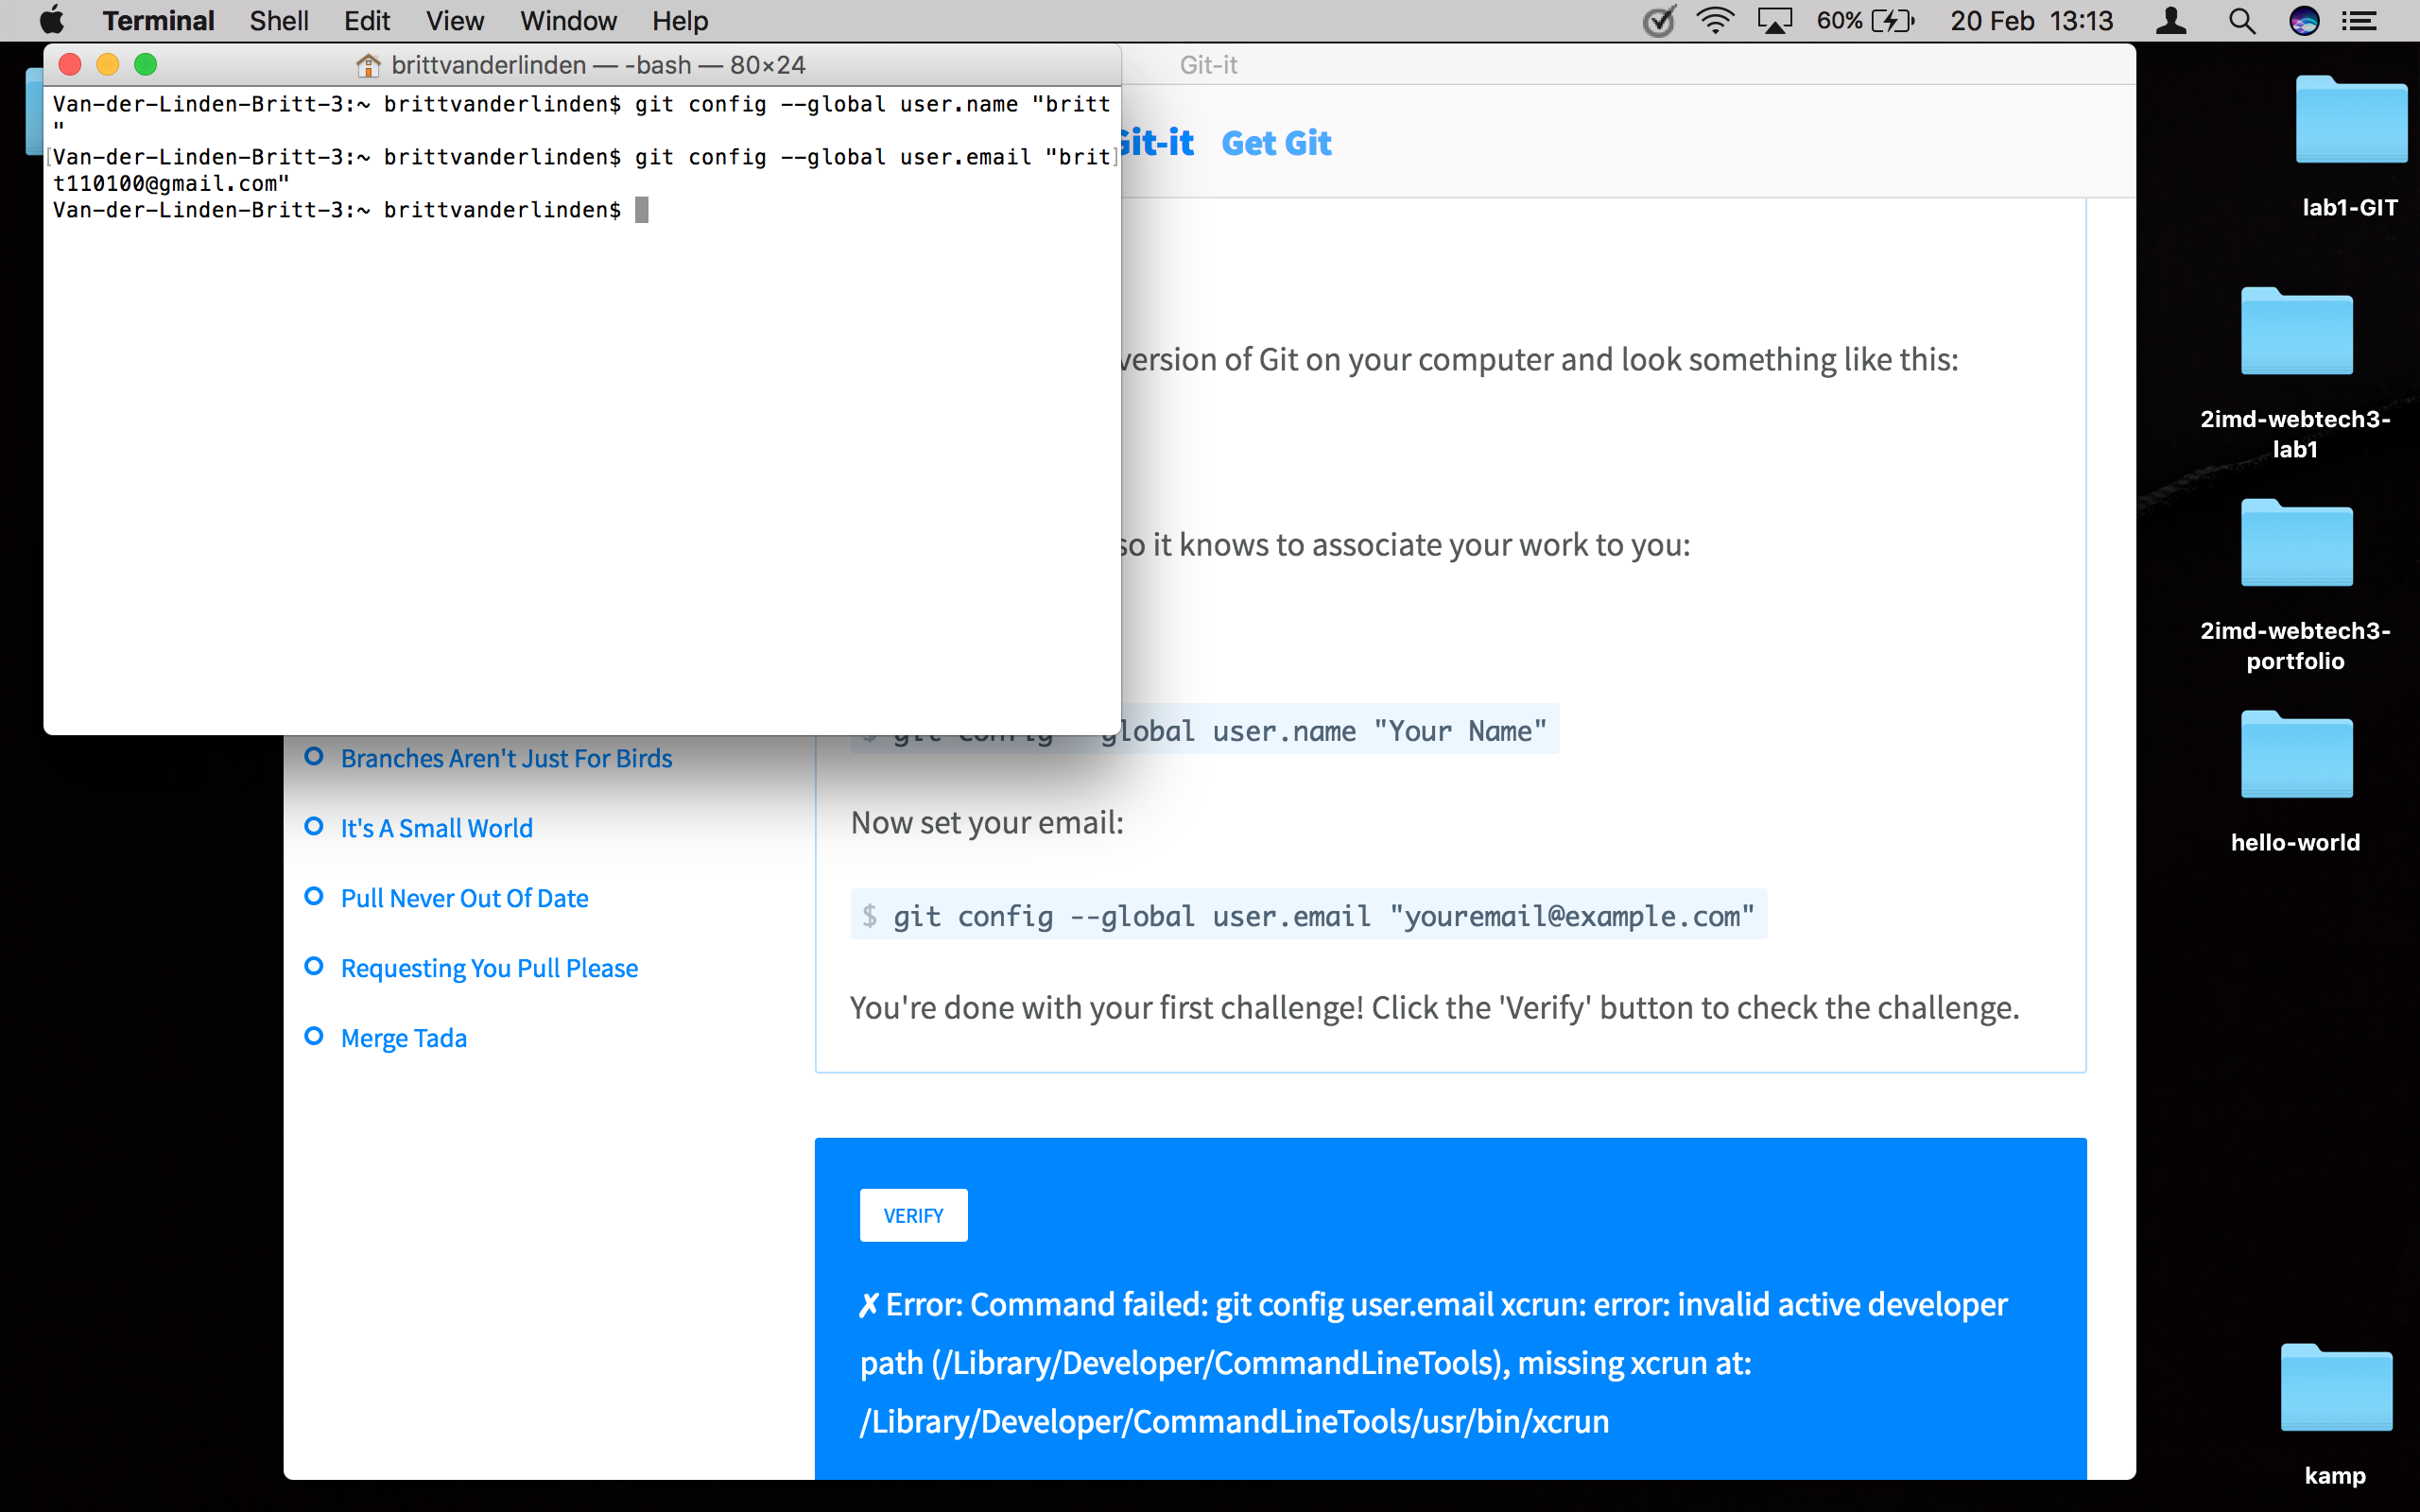 Terminal Shell Edit View Window Help 60% 20 Feb 13:13
brittvanderlinden — -bash — 80×24
Van-der-Linden-Britt-3:~ brittvanderlinden$ git config --global user.name "britt
"
[Van-der-Linden-Britt-3:~ brittvanderlinden$ git config --global user.email "brit]
t110100@gmail.com"
Van-der-Linden-Britt-3:~ brittvanderlinden$
Git-it
Git-it Get Git
version of Git on your computer and look something like this:
so it knows to associate your work to you:
$ git config --global user.name "Your Name"
Now set your email:
$ git config --global user.email "youremail@example.com"
You're done with your first challenge! Click the 'Verify' button to check the challenge.
Branches Aren't Just For Birds
It's A Small World
Pull Never Out Of Date
Requesting You Pull Please
Merge Tada
VERIFY
✗ Error: Command failed: git config user.email xcrun: error: invalid active developer
path (/Library/Developer/CommandLineTools), missing xcrun at:
/Library/Developer/CommandLineTools/usr/bin/xcrun
lab1-GIT
2imd-webtech3-
lab1
2imd-webtech3-
portfolio
hello-world
kamp